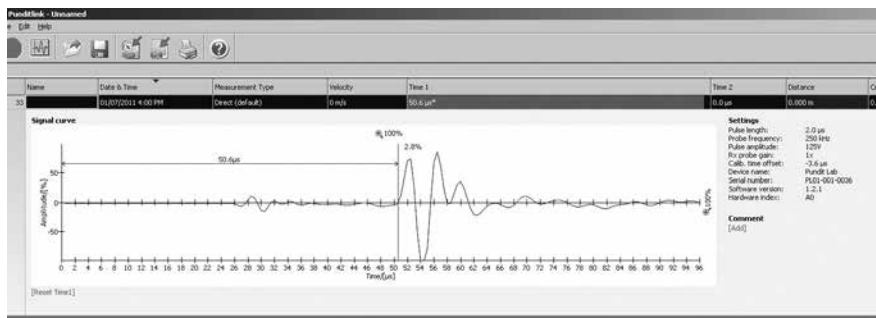 Punditlink - Unnamed
Edit Help
Name Date & Time Measurement Type Velocity Time 1 Time 2 Distance
33 01/07/2011 4:00 PM Direct (default) 0 m/s 50.6 µs* 0.0 µs 0.000 m
Signal curve
100%
2.8%
50.6µs
50
0
-50
Amplitude[%]
100%
0 2 4 6 8 10 12 14 16 18 20 22 24 26 28 30 32 34 36 38 40 42 44 46 48 50 52 54 56 58 60 62 64 66 68 70 72 74 76 78 80 82 84 86 88 90 92 94 96
Time[µs]
[Reset Time1]
Settings
Pulse length: 2.0 µs
Probe frequency: 250 kHz
Pulse amplitude: 125V
Rx probe gain: 1x
Calib. time offset: -3.6 µs
Device name: Pundit Lab
Serial number: PL01-001-0036
Software version: 1.2.1
Hardware index: A0
Comment
[Add]